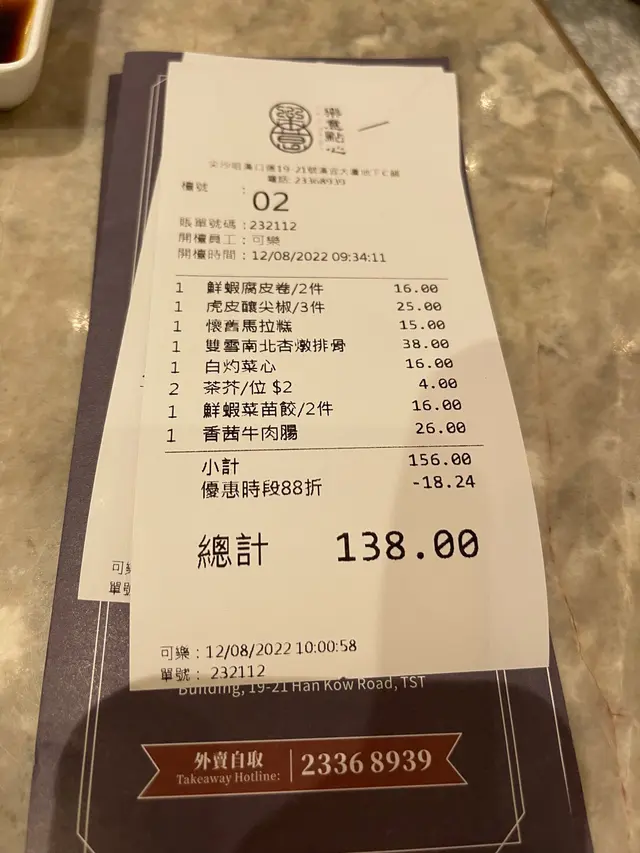 樂意
樂意點心
尖沙咀漢口道19-21號漢宜大廈地下C舖
電話: 23368939
檯號 : 02
賬單號碼：232112
開檯員工：可樂
開檯時間：12/08/2022 09:34:11
1 鮮蝦腐皮卷/2件 16.00
1 虎皮釀尖椒/3件 25.00
1 懷舊馬拉糕 15.00
1 雙雪南北杏燉排骨 38.00
1 白灼菜心 16.00
2 茶芥/位 $2 4.00
1 鮮蝦菜苗餃/2件 16.00
1 香茜牛肉腸 26.00
小計 156.00
優惠時段88折 -18.24
總計 138.00
可樂：12/08/2022 10:00:58
單號： 232112
可樂
單號
Building, 19-21 Han Kow Road, TST
外賣自取
Takeaway Hotline:
2336 8939